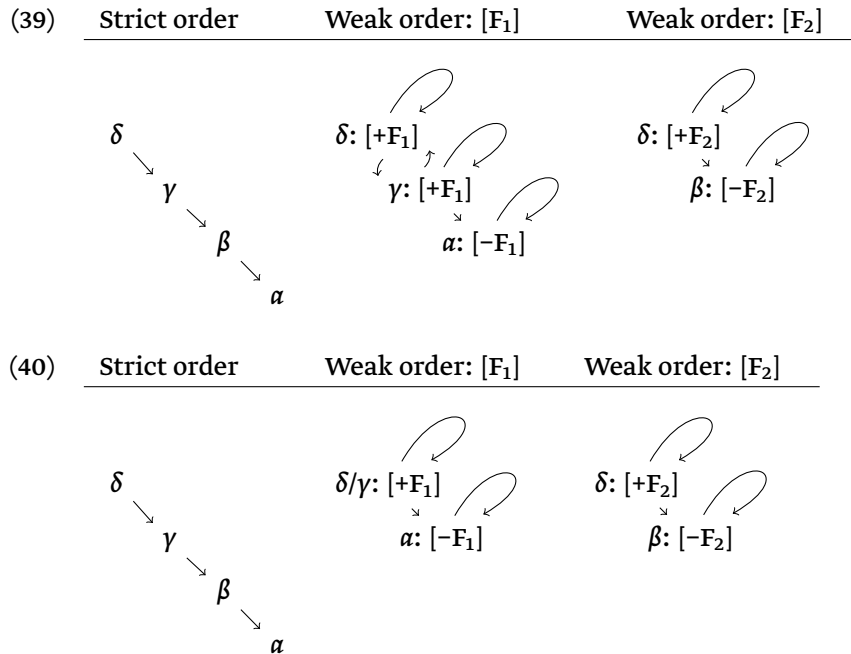 (39) Strict order Weak order: [F₁] Weak order: [F₂]
δ δ: [+F₁] δ: [+F₂]
γ γ: [+F₁] β: [−F₂]
β α: [−F₁]
α
(40) Strict order Weak order: [F₁] Weak order: [F₂]
δ δ/γ: [+F₁] δ: [+F₂]
γ α: [−F₁] β: [−F₂]
β
α